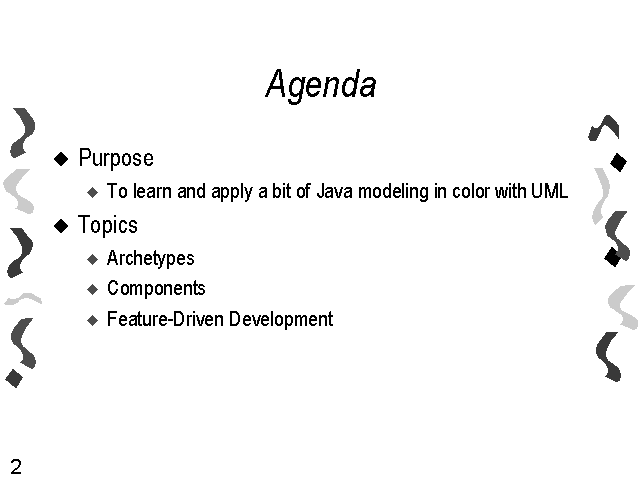 Agenda
Purpose
To learn and apply a bit of Java modeling in color with UML
Topics
Archetypes
Components
Feature-Driven Development
2